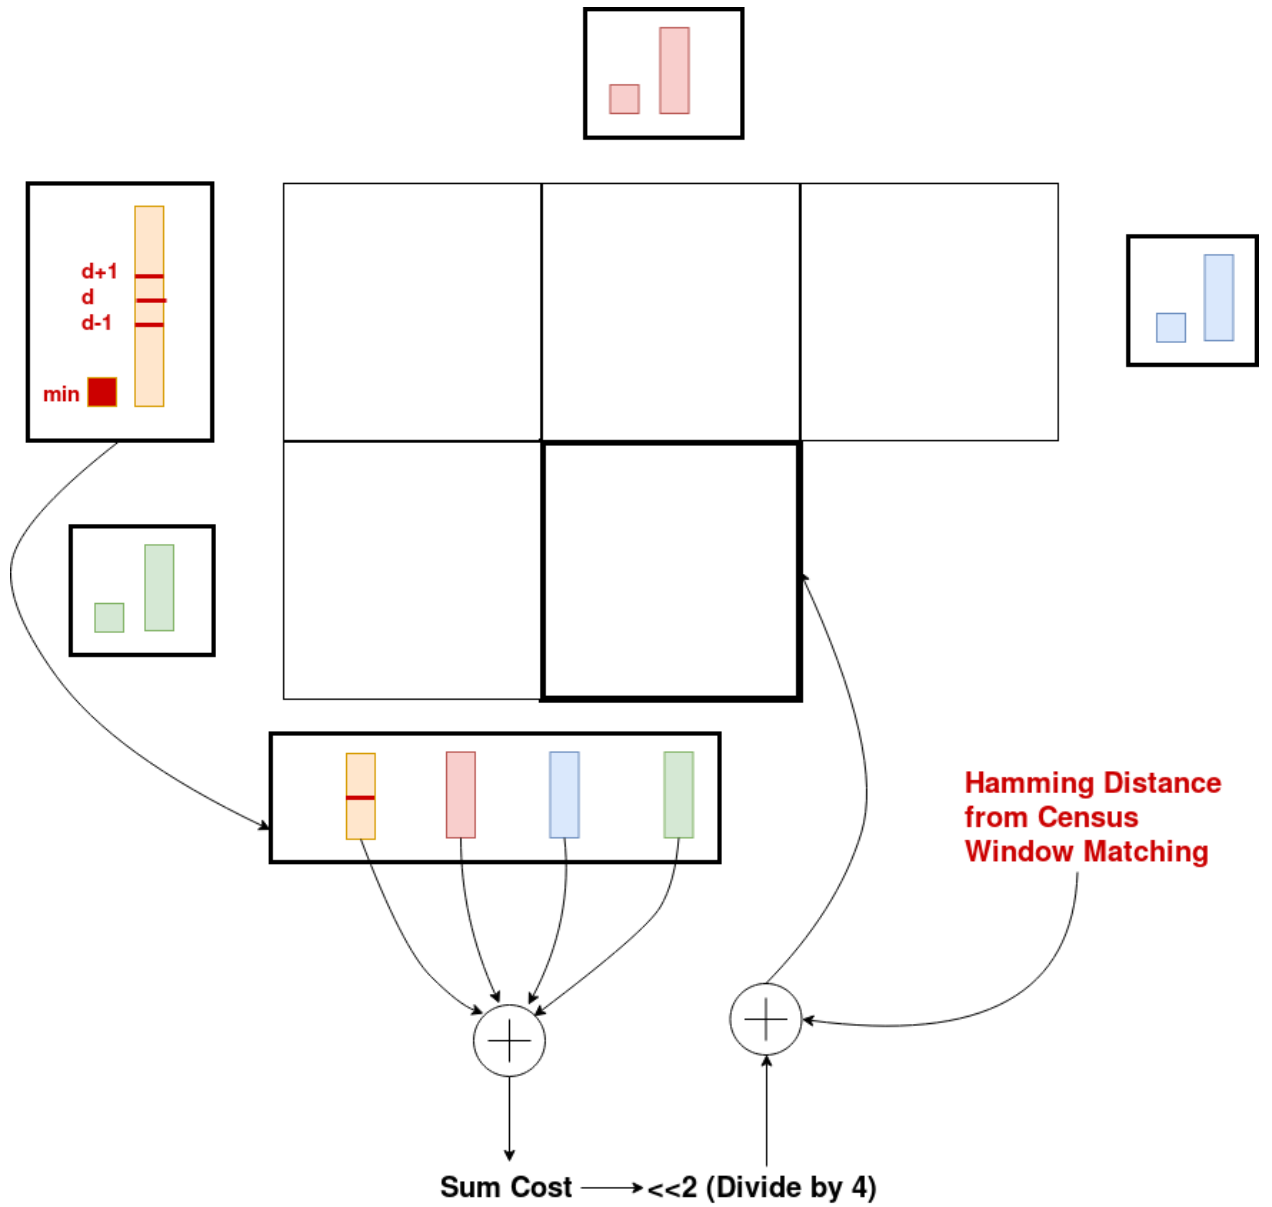 d+1
d
d-1
min
Hamming Distance
from Census
Window Matching
Sum Cost
<<2 (Divide by 4)